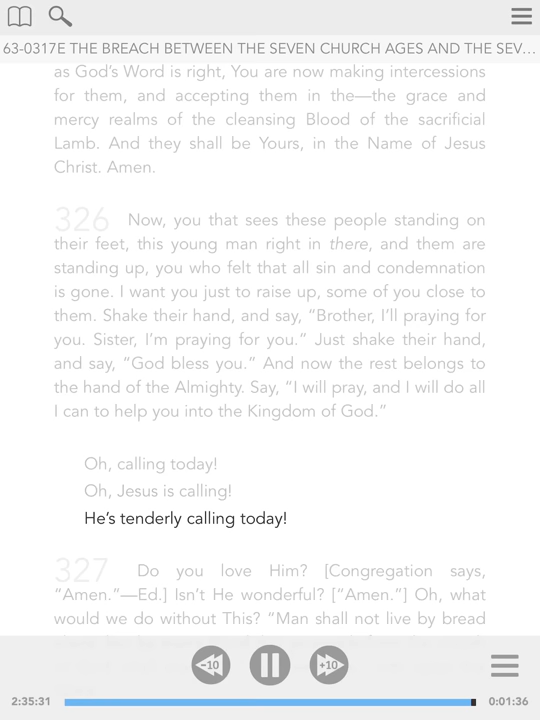 63-0317E THE BREACH BETWEEN THE SEVEN CHURCH AGES AND THE SEV...
as God's Word is right, You are now making intercessions
for them, and accepting them in the—the grace and
mercy realms of the cleansing Blood of the sacrificial
Lamb. And they shall be Yours, in the Name of Jesus
Christ. Amen.
326 Now, you that sees these people standing on
their feet, this young man right in there, and them are
standing up, you who felt that all sin and condemnation
is gone. I want you just to raise up, some of you close to
them. Shake their hand, and say, "Brother, I'll praying for
you. Sister, I'm praying for you." Just shake their hand,
and say, "God bless you." And now the rest belongs to
the hand of the Almighty. Say, "I will pray, and I will do all
I can to help you into the Kingdom of God."
Oh, calling today!
Oh, Jesus is calling!
He's tenderly calling today!
327 Do you love Him? [Congregation says,
"Amen."—Ed.] Isn't He wonderful? ["Amen."] Oh, what
would we do without This? "Man shall not live by bread
-10
+10
2:35:31
0:01:36